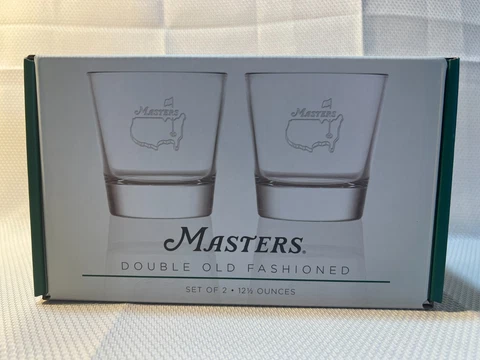 MASTERS MASTERS
MASTERS®
DOUBLE OLD FASHIONED
SET OF 2 • 12½ OUNCES